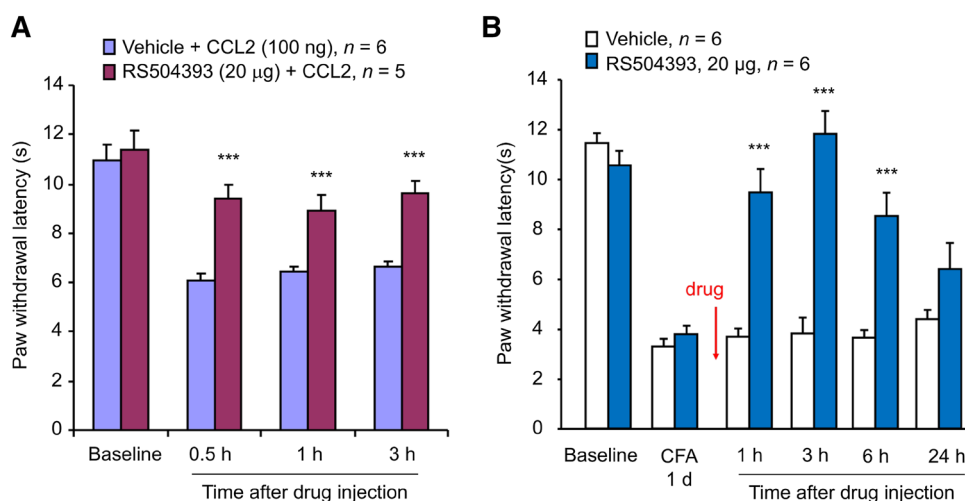 A
Vehicle + CCL2 (100 ng), n = 6
RS504393 (20 μg) + CCL2, n = 5
Paw withdrawal latency(s)
14
12
10
8
6
4
2
0
***
***
***
Baseline
0.5 h
1 h
3 h
Time after drug injection
B
Vehicle, n = 6
RS504393, 20 μg, n = 6
Paw withdrawal latency(s)
14
12
10
8
6
4
2
0
***
***
***
drug
Baseline
CFA
1 d
1 h
3 h
6 h
24 h
Time after drug injection